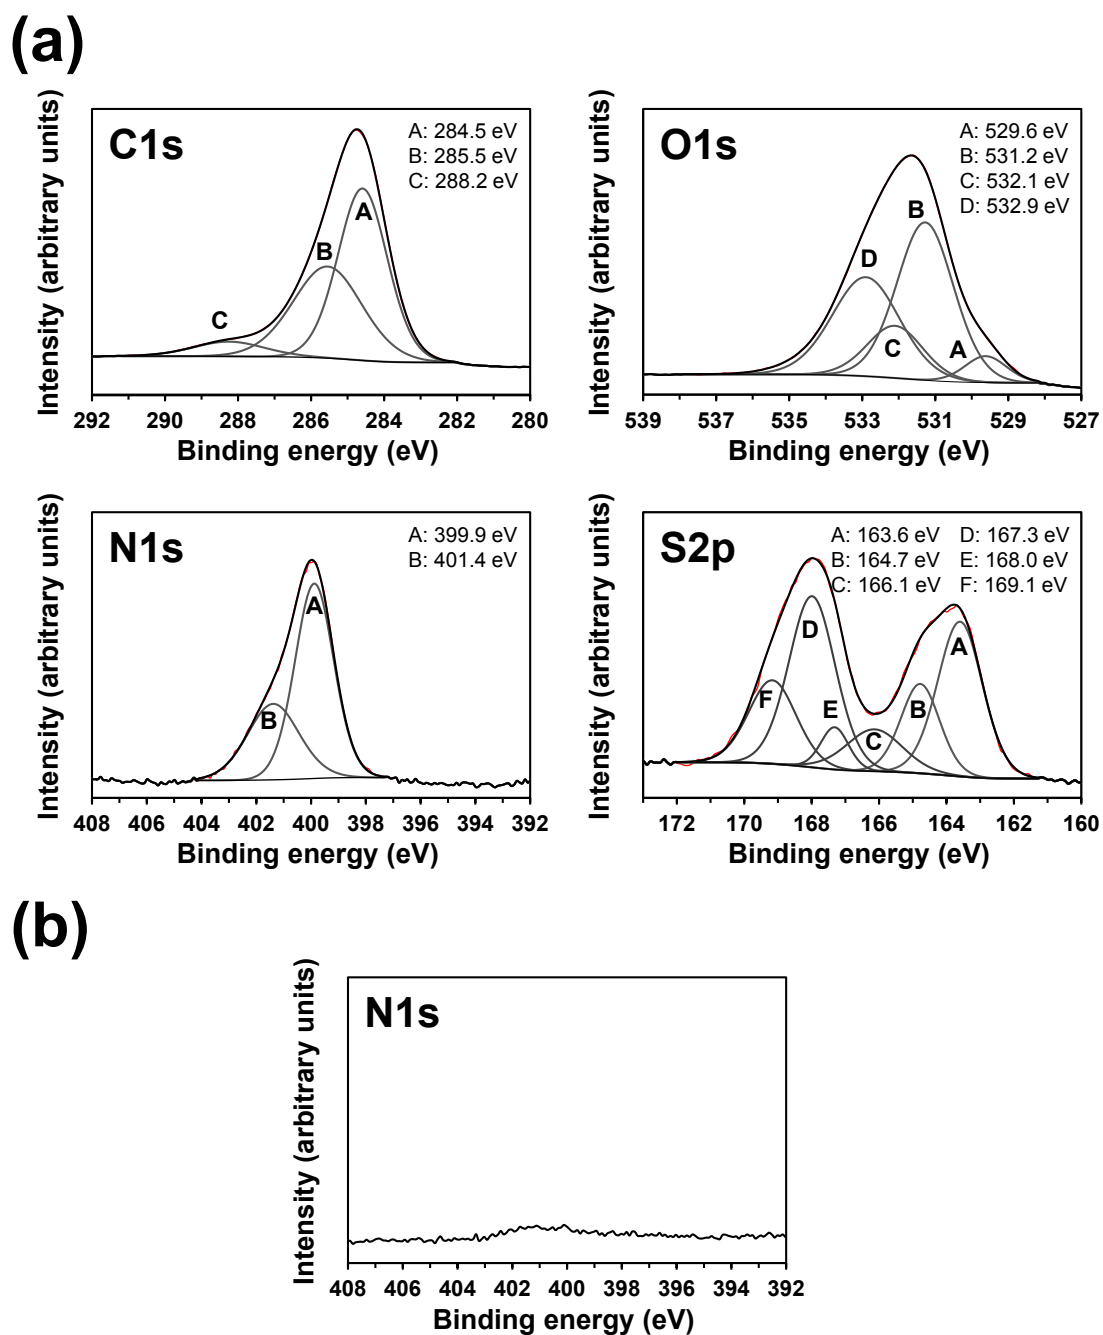 (a)
C1s
A: 284.5 eV
B: 285.5 eV
C: 288.2 eV
A
B
C
Intensity (arbitrary units)
292 290 288 286 284 282 280
Binding energy (eV)
O1s
A: 529.6 eV
B: 531.2 eV
C: 532.1 eV
D: 532.9 eV
B
D
C
A
Intensity (arbitrary units)
539 537 535 533 531 529 527
Binding energy (eV)
N1s
A: 399.9 eV
B: 401.4 eV
A
B
Intensity (arbitrary units)
408 406 404 402 400 398 396 394 392
Binding energy (eV)
S2p
A: 163.6 eV D: 167.3 eV
B: 164.7 eV E: 168.0 eV
C: 166.1 eV F: 169.1 eV
D
A
F
E
B
C
Intensity (arbitrary units)
172 170 168 166 164 162 160
Binding energy (eV)
(b)
N1s
Intensity (arbitrary units)
408 406 404 402 400 398 396 394 392
Binding energy (eV)